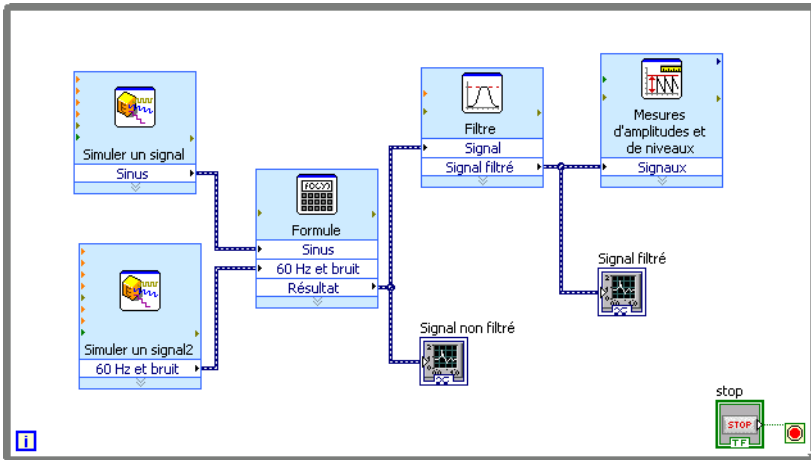 Simuler un signal
Sinus
Simuler un signal2
60 Hz et bruit
Formule
Sinus
60 Hz et bruit
Résultat
Filtre
Signal
Signal filtré
Mesures
d'amplitudes et
de niveaux
Signaux
Signal filtré
Signal non filtré
stop
STOP
TF
i